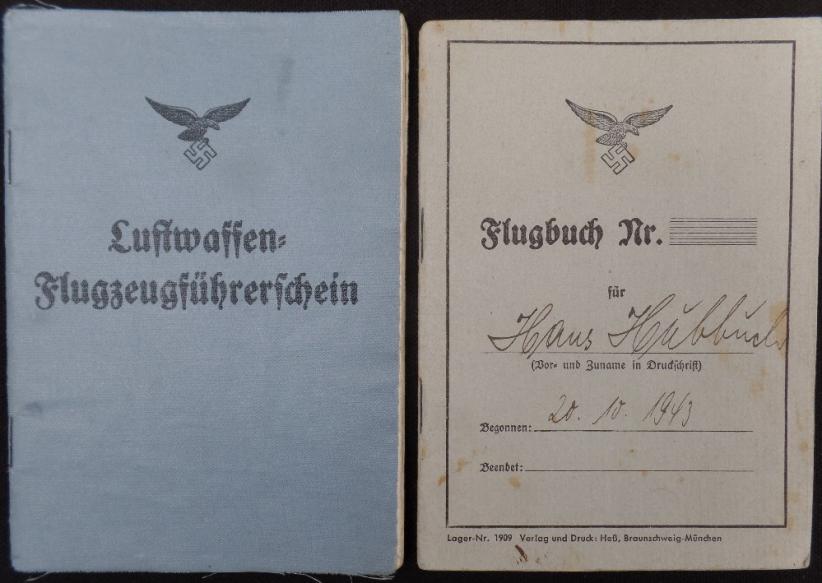 Luftwaffen-
Flugzeugführerschein
Flugbuch Nr.
für
Hans Hubbuch
(Vor- und Zuname in Druckschrift)
Begonnen: 20. 10. 1943
Beendet:
Lager-Nr. 1909 Verlag und Druck: Heß, Braunschweig-München